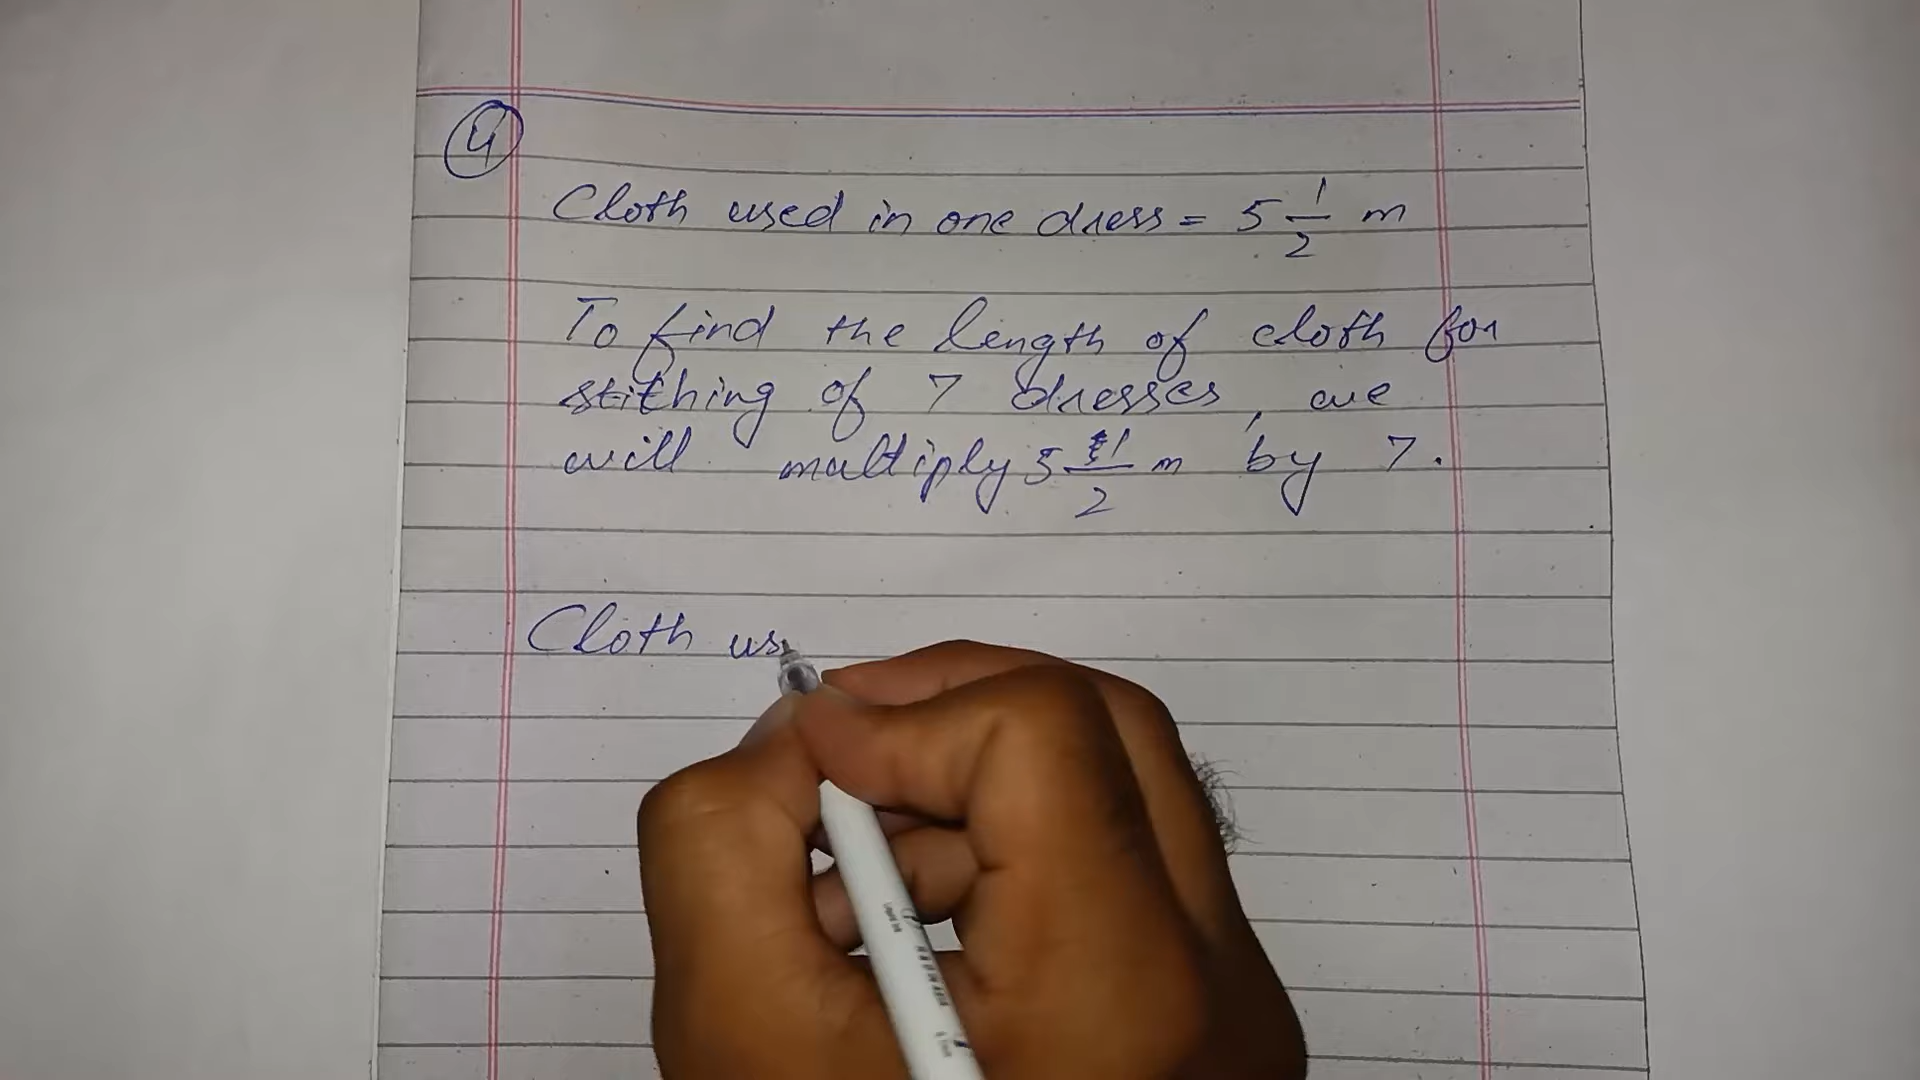 4
Cloth used in one dress = 5 1/2 m
To find the length of cloth for
stithing of 7 dresses, we
will multiply 5 1/2 m by 7.
Cloth us